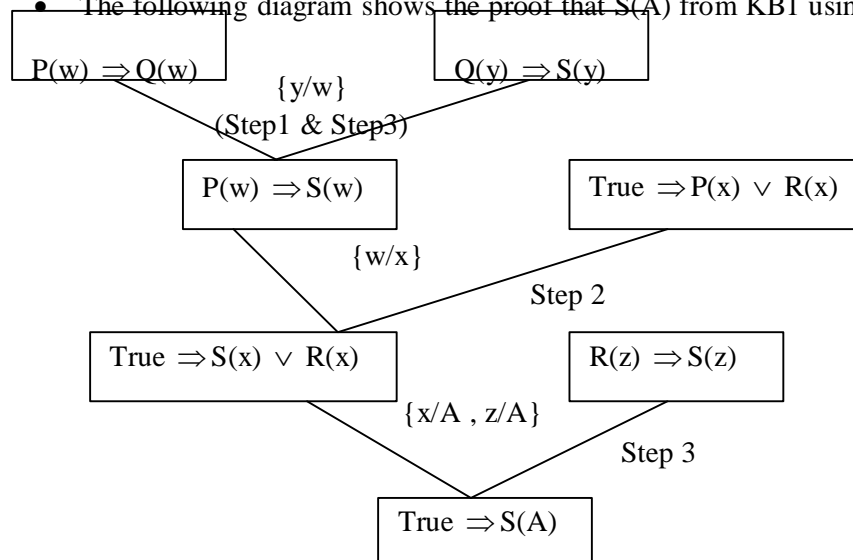 • The following diagram shows the proof that S(A) from KB1 usin
P(w) ⇒ Q(w)
Q(y) ⇒ S(y)
{y/w}
(Step1 & Step3)
P(w) ⇒ S(w)
True ⇒ P(x) ∨ R(x)
{w/x}
Step 2
True ⇒ S(x) ∨ R(x)
R(z) ⇒ S(z)
{x/A , z/A}
Step 3
True ⇒ S(A)